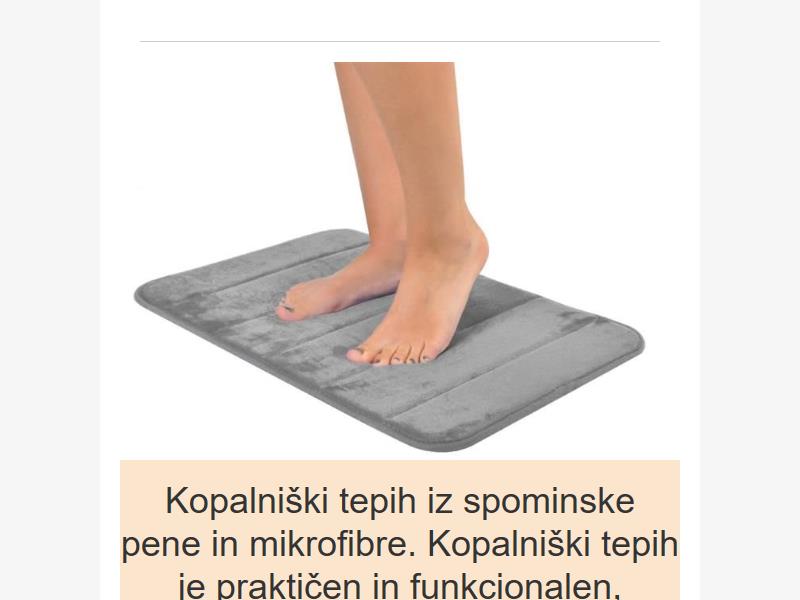 Kopalniški tepih iz spominske
pene in mikrofibre. Kopalniški tepih
je praktičen in funkcionalen,